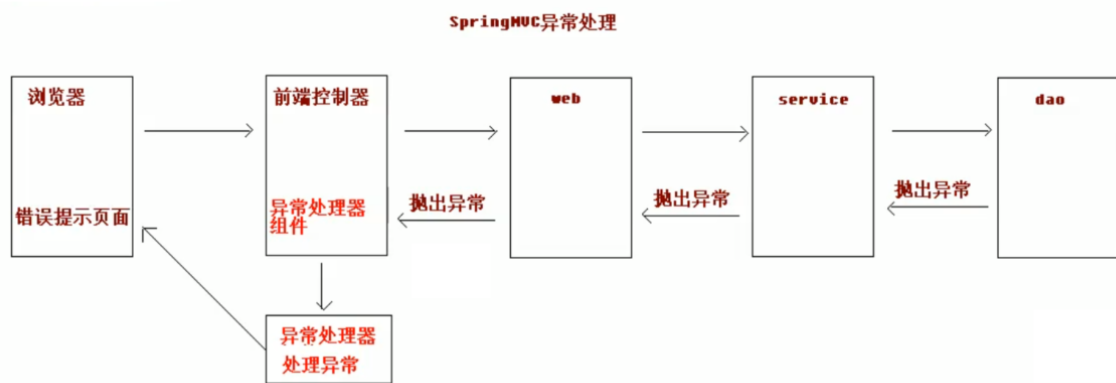 SpringMVC异常处理
浏览器
前端控制器
web
service
dao
错误提示页面
异常处理器
组件
抛出异常
抛出异常
抛出异常
异常处理器
处理异常